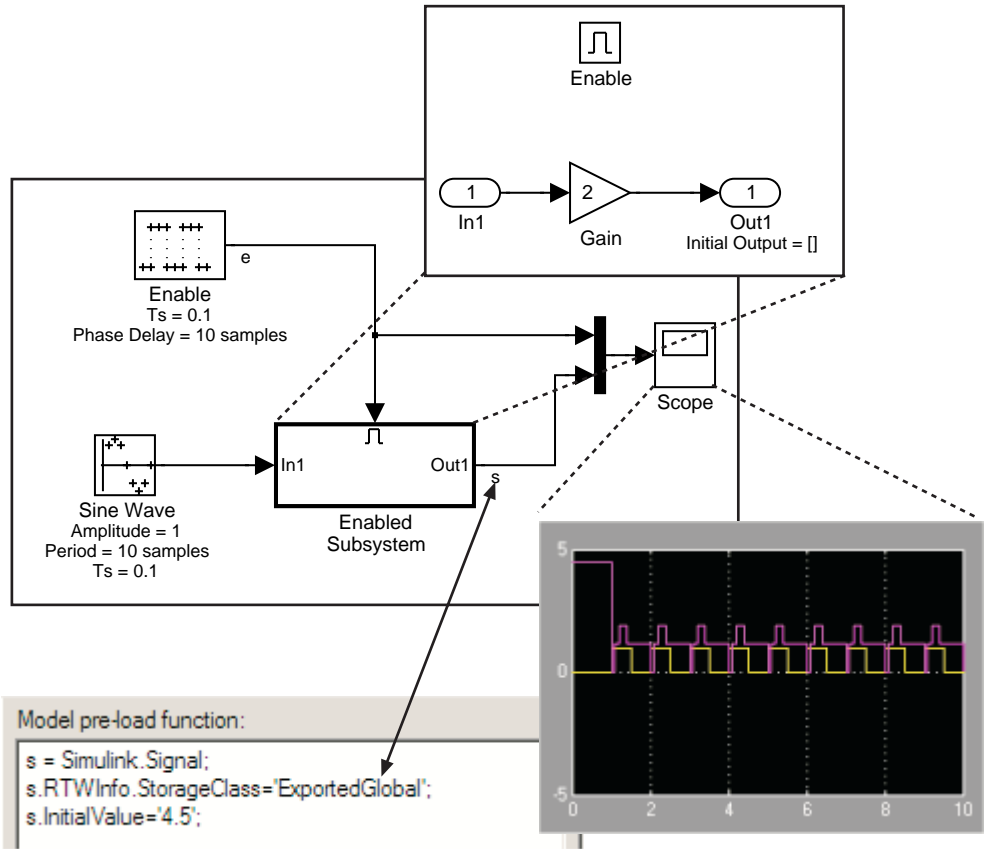 Enable
1
In1
2
Gain
1
Out1
Initial Output = []
e
Enable
Ts = 0.1
Phase Delay = 10 samples
Scope
In1
Out1
s
Enabled
Subsystem
Sine Wave
Amplitude = 1
Period = 10 samples
Ts = 0.1
5
0
-5
0 2 4 6 8 10
Model pre-load function:
s = Simulink.Signal;
s.RTWInfo.StorageClass='ExportedGlobal';
s.InitialValue='4.5';